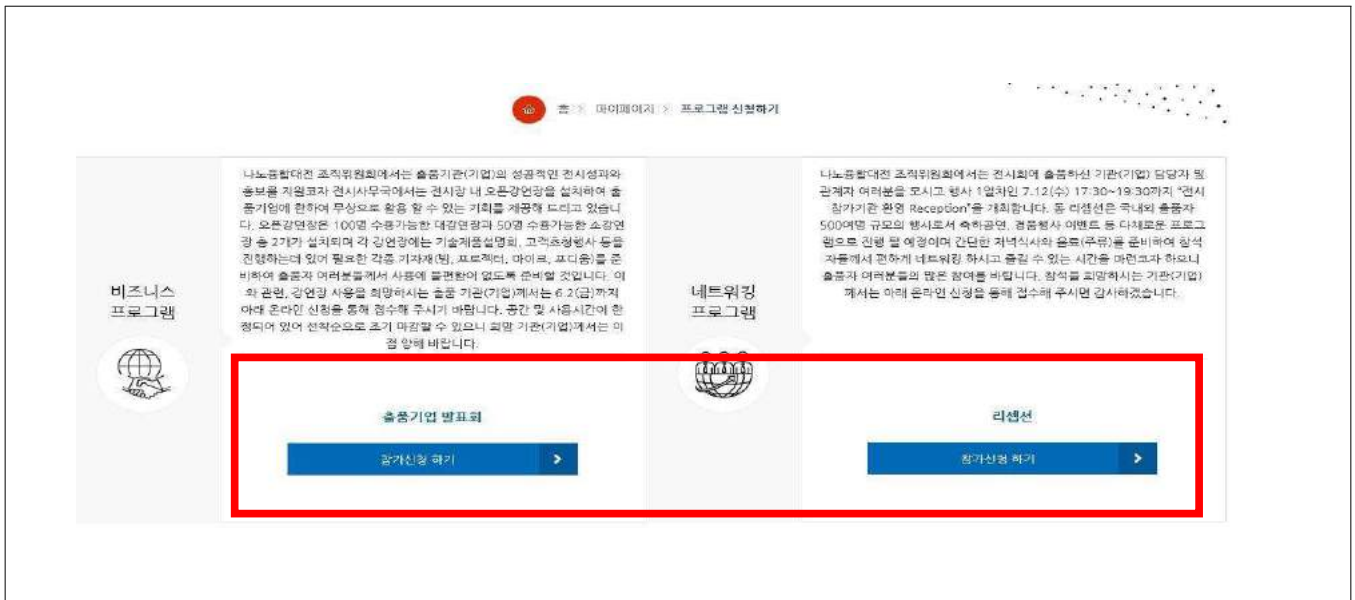 홈 > 마이페이지 > 프로그램 신청하기
비즈니스
프로그램
나노융합대전 조직위원회에서는 출품기관(기업)의 성공적인 전시성과와
홍보를 지원코자 전시사무국에서는 전시장 내 오픈강연장을 설치하여 출
품기업에 한하여 무상으로 활용 할 수 있는 기회를 제공해 드리고 있습니
다. 오픈강연장은 100명 수용가능한 대강연장과 50명 수용가능한 소강연
장 총 2개가 설치되며 각 강연장에는 기술제품설명회, 고객초청행사 등을
진행하는데 있어 필요한 각종 기자재(빔, 프로젝터, 마이크, 포디움)를 준
비하여 출품자 여러분들께서 사용에 불편함이 없도록 준비할 것입니다. 이
와 관련, 강연장 사용을 희망하시는 출품 기관(기업)께서는 6.2(금)까지
아래 온라인 신청을 통해 접수해 주시기 바랍니다. 공간 및 사용시간이 한
정되어 있어 선착순으로 조기 마감할 수 있으니 희망 기관(기업)께서는 이
점 양해 바랍니다.
출품기업 발표회
참가신청 하기
네트워킹
프로그램
나노융합대전 조직위원회에서는 전시회에 출품하신 기관(기업) 담당자 및
관계자 여러분을 모시고 행사 1일차인 7.12(수) 17:30~19:30까지 "전시
참가기관 환영 Reception"을 개최합니다. 동 리셉션은 국내외 출품자
500여명 규모의 행사로서 축하공연, 경품행사 이벤트 등 다채로운 프로그
램으로 진행 될 예정이며 간단한 저녁식사와 음료(주류)를 준비하여 참석
자들께서 편하게 네트워킹 하시고 즐길 수 있는 시간을 마련코자 하오니
출품자 여러분들의 많은 참여를 바랍니다. 참석을 희망하시는 기관(기업)
께서는 아래 온라인 신청을 통해 접수해 주시면 감사하겠습니다.
리셉션
참가신청 하기